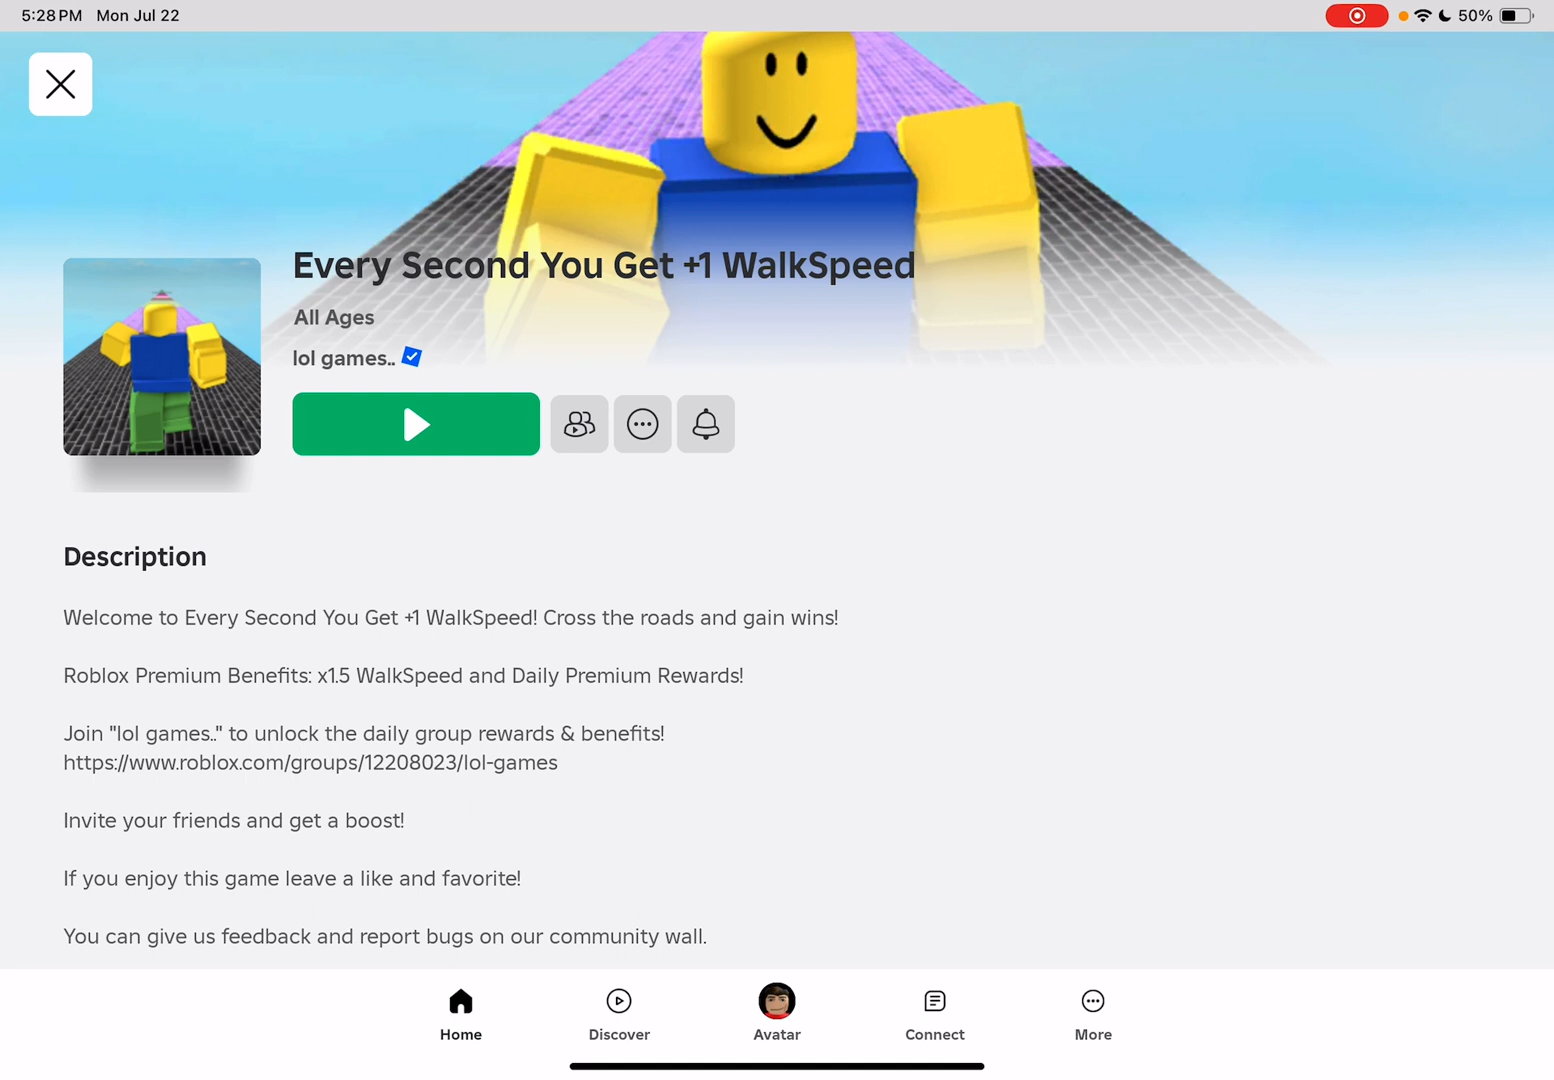 5:28 PM Mon Jul 22
50%
Every Second You Get +1 WalkSpeed
All Ages
lol games..
Description
Welcome to Every Second You Get +1 WalkSpeed! Cross the roads and gain wins!
Roblox Premium Benefits: x1.5 WalkSpeed and Daily Premium Rewards!
Join "lol games.." to unlock the daily group rewards & benefits!
https://www.roblox.com/groups/12208023/lol-games
Invite your friends and get a boost!
If you enjoy this game leave a like and favorite!
You can give us feedback and report bugs on our community wall.
Home Discover Avatar Connect More